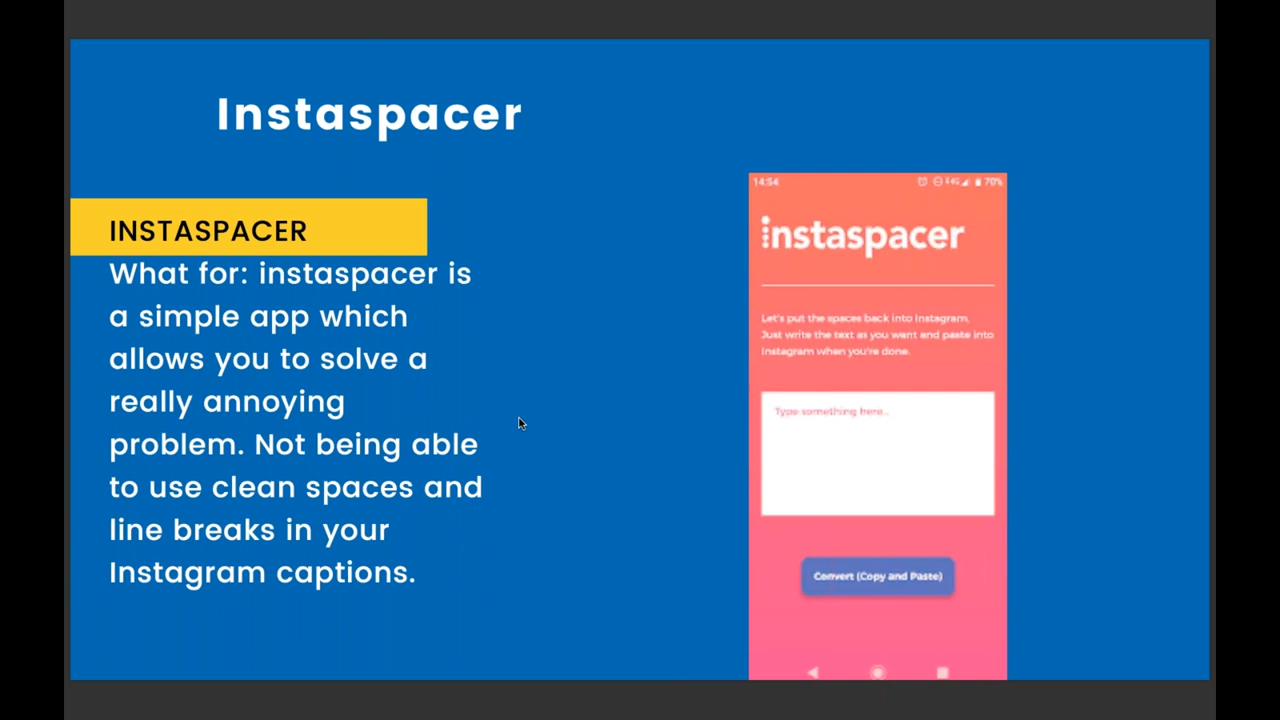 Instaspacer
INSTASPACER
What for: instaspacer is
a simple app which
allows you to solve a
really annoying
problem. Not being able
to use clean spaces and
line breaks in your
Instagram captions.
14:54
70%
instaspacer
Let's put the spaces back into Instagram.
Just write the text as you want and paste into
Instagram when you're done.
Type something here..
Convert (Copy and Paste)